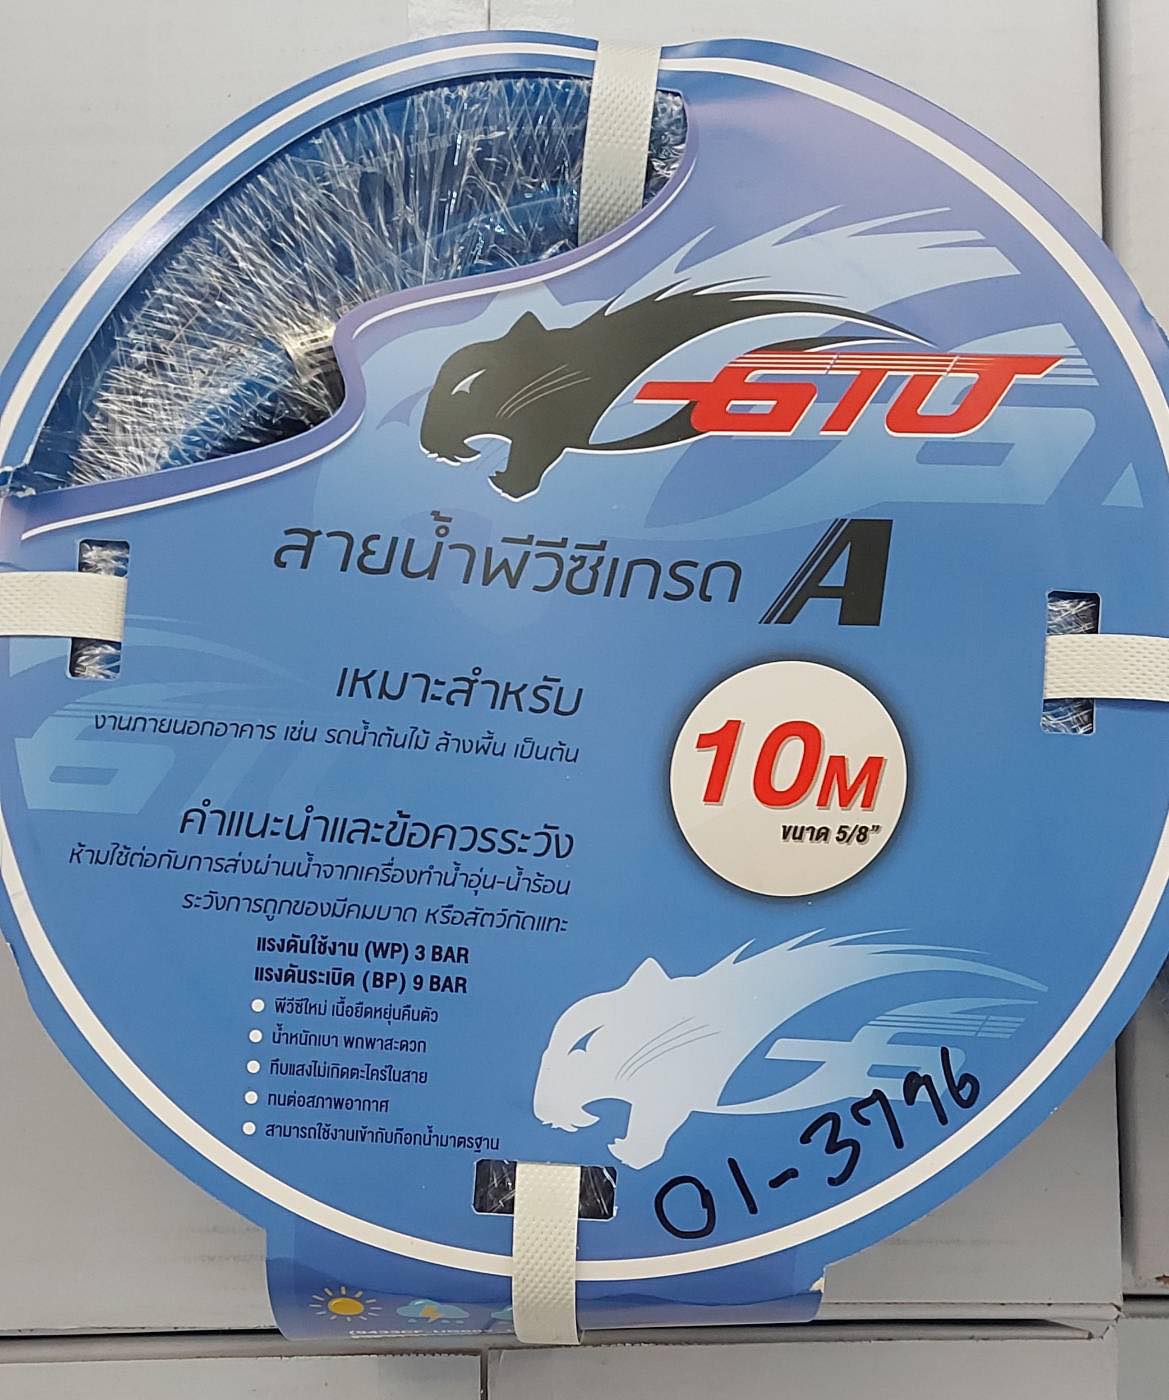 GTO
สายน้ำพีวีซีเกรด A
เหมาะสำหรับ
งานภายนอกอาคาร เช่น รดน้ำต้นไม้ ล้างพื้น เป็นต้น
10M
ขนาด 5/8"
คำแนะนำและข้อควรระวัง
ห้ามใช้ต่อกับการส่งผ่านน้ำจากเครื่องทำน้ำอุ่น-น้ำร้อน
ระวังการถูกของมีคมบาด หรือสัตว์กัดแทะ
แรงดันใช้งาน (WP) 3 BAR
แรงดันระเบิด (BP) 9 BAR
พีวีซีใหม่ เนื้อยืดหยุ่นคืนตัว
น้ำหนักเบา พกพาสะดวก
ทึบแสงไม่เกิดตะไคร่ในสาย
ทนต่อสภาพอากาศ
สามารถใช้งานเข้ากับก๊อกน้ำมาตรฐาน
01-3796